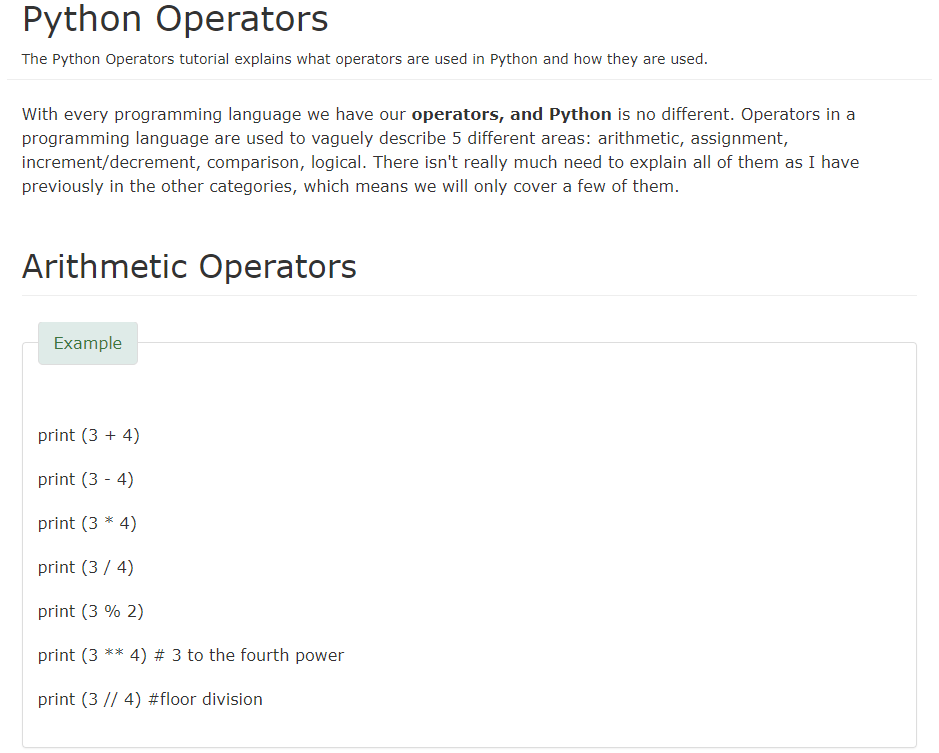 Python Operators
The Python Operators tutorial explains what operators are used in Python and how they are used.
With every programming language we have our operators, and Python is no different. Operators in a
programming language are used to vaguely describe 5 different areas: arithmetic, assignment,
increment/decrement, comparison, logical. There isn't really much need to explain all of them as I have
previously in the other categories, which means we will only cover a few of them.
Arithmetic Operators
Example
print (3 + 4)
print (3 - 4)
print (3 * 4)
print (3 / 4)
print (3 % 2)
print (3 ** 4) # 3 to the fourth power
print (3 // 4) #floor division